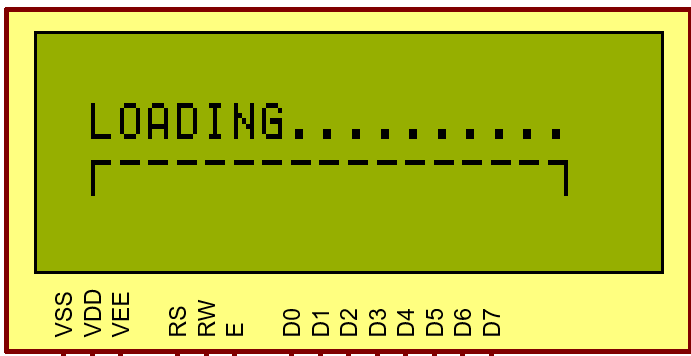 LOADING..........
VSS VDD VEE RS RW E D0 D1 D2 D3 D4 D5 D6 D7